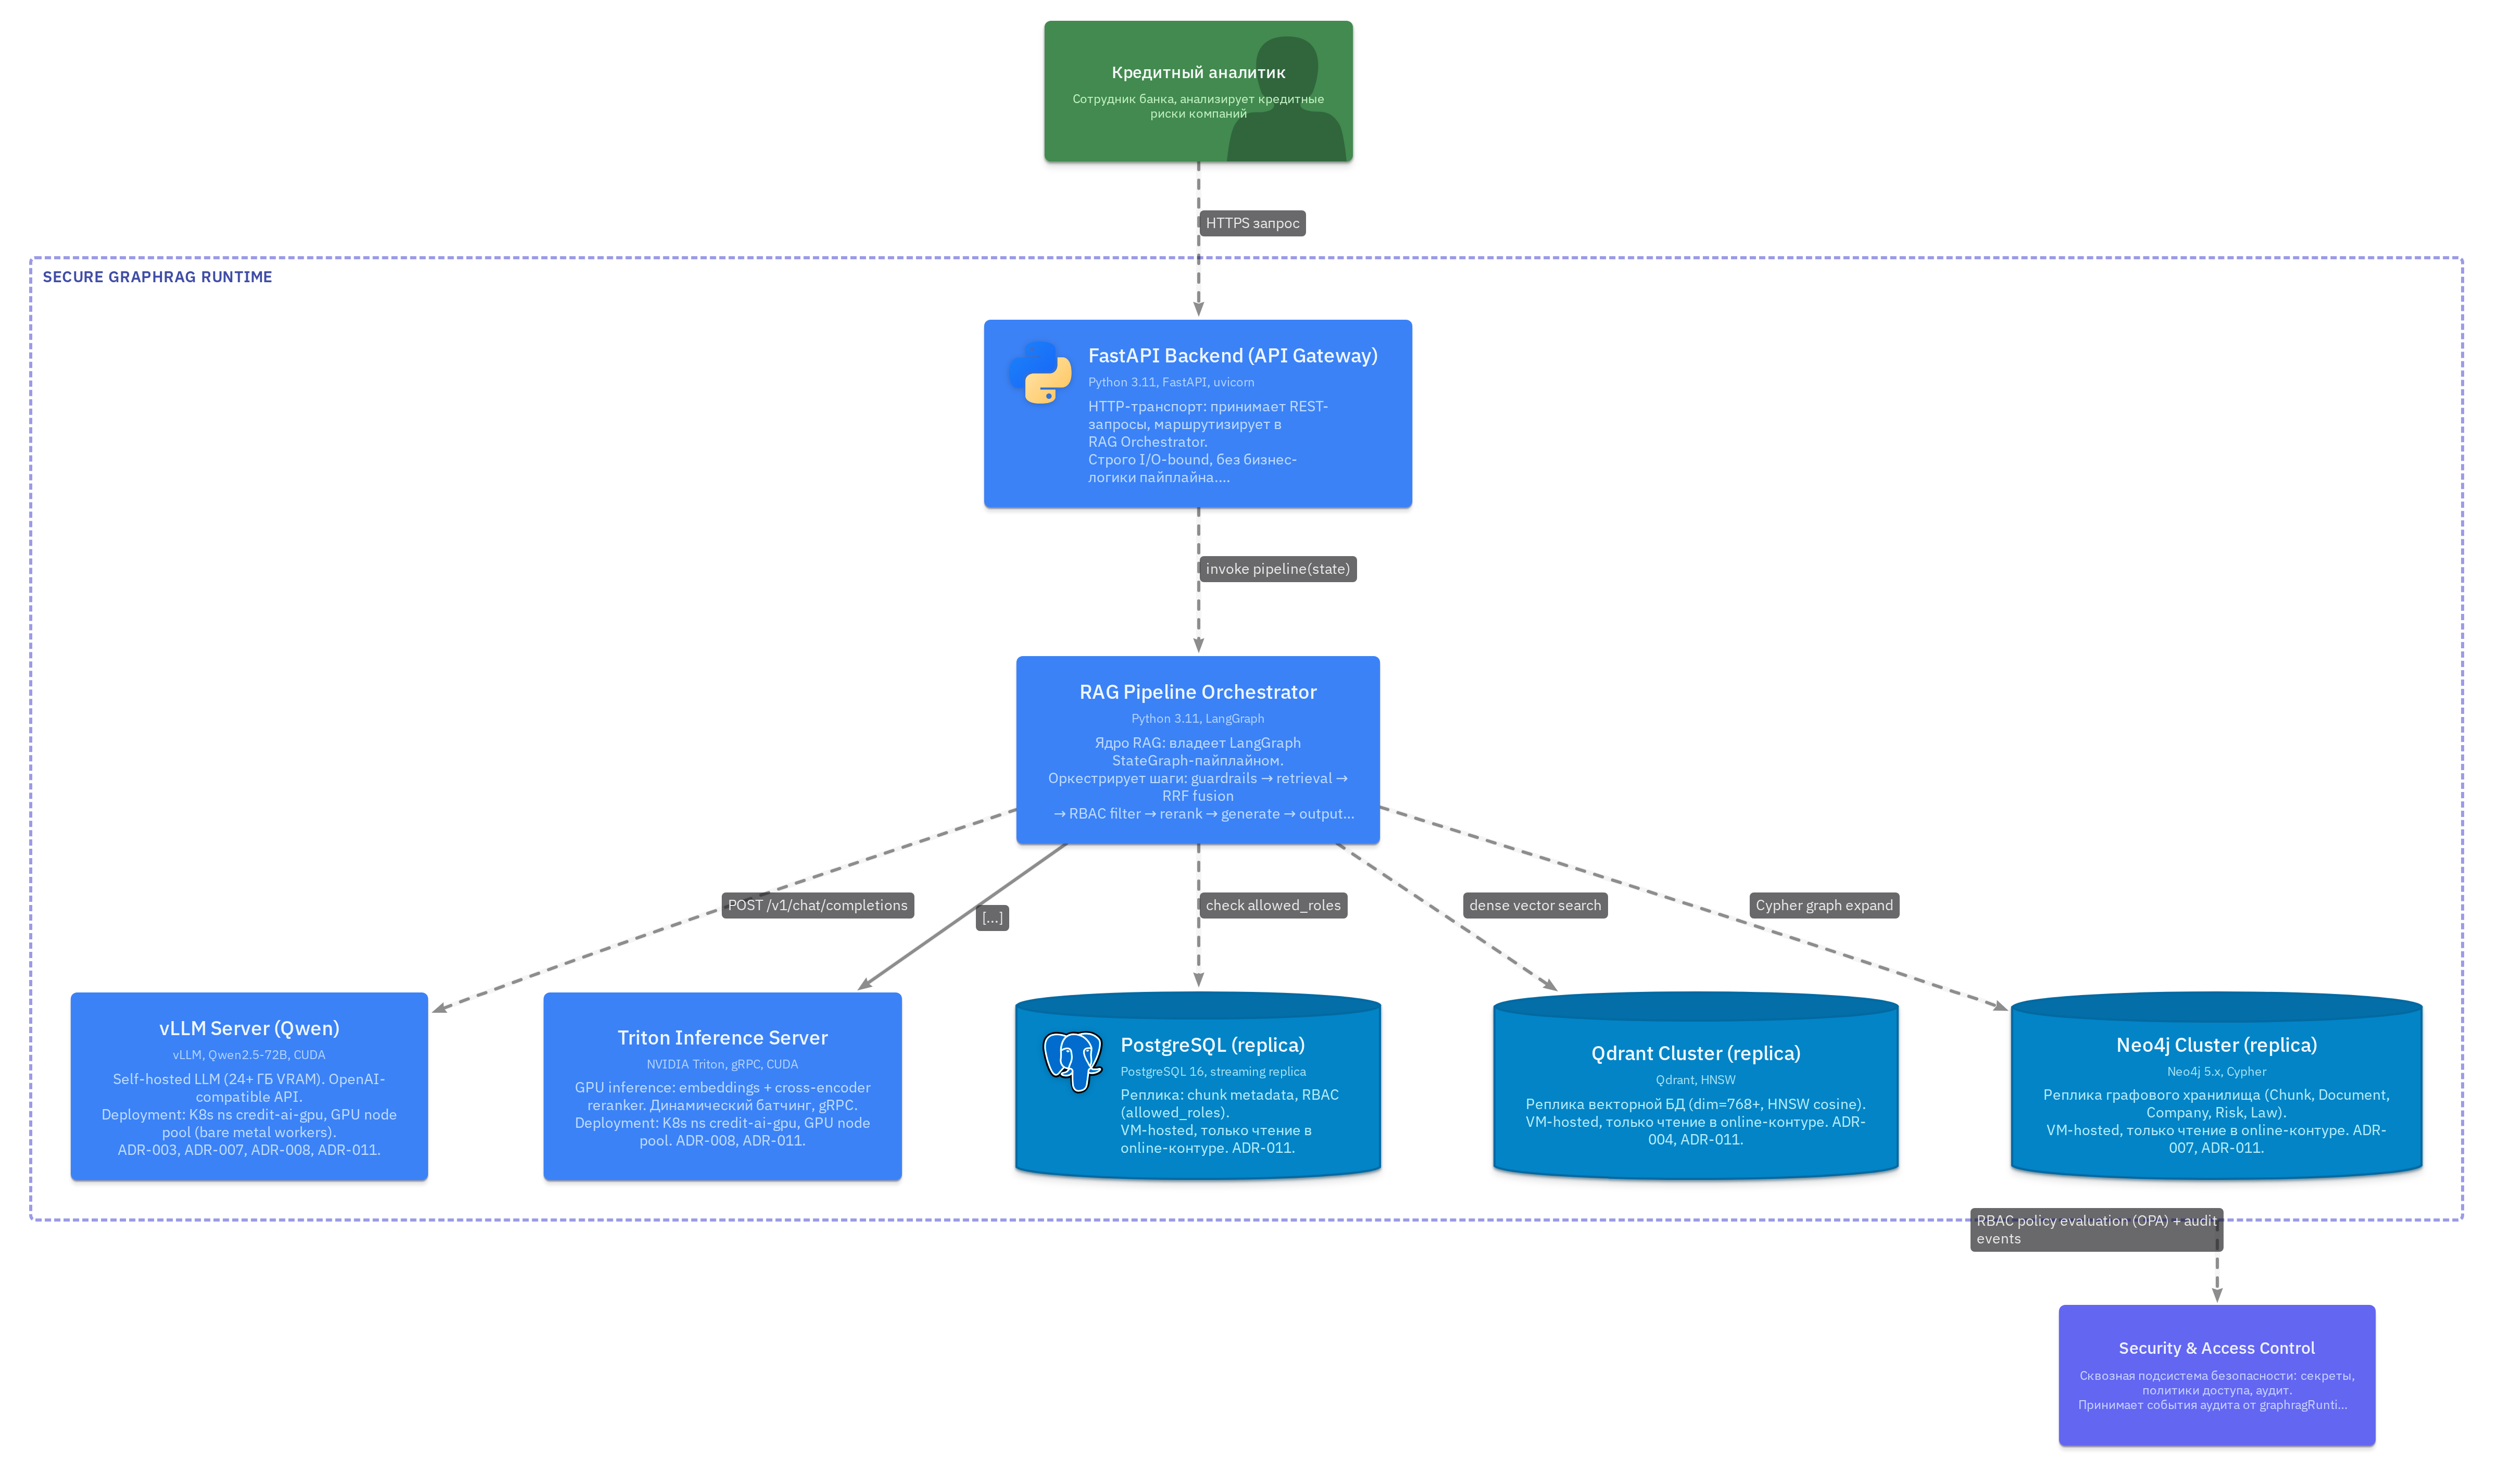 Кредитный аналитик
Сотрудник банка, анализирует кредитные
риски компаний
HTTPS запрос
SECURE GRAPHRAG RUNTIME
FastAPI Backend (API Gateway)
Python 3.11, FastAPI, uvicorn
HTTP-транспорт: принимает REST-
запросы, маршрутизирует в
RAG Orchestrator.
Строго I/O-bound, без бизнес-
логики пайплайна....
invoke pipeline(state)
RAG Pipeline Orchestrator
Python 3.11, LangGraph
Ядро RAG: владеет LangGraph
StateGraph-пайплайном.
Оркестрирует шаги: guardrails → retrieval →
RRF fusion
→ RBAC filter → rerank → generate → output...
POST /v1/chat/completions
[...]
check allowed_roles
dense vector search
Cypher graph expand
vLLM Server (Qwen)
vLLM, Qwen2.5-72B, CUDA
Self-hosted LLM (24+ ГБ VRAM). OpenAI-
compatible API.
Deployment: K8s ns credit-ai-gpu, GPU node
pool (bare metal workers).
ADR-003, ADR-007, ADR-008, ADR-011.
Triton Inference Server
NVIDIA Triton, gRPC, CUDA
GPU inference: embeddings + cross-encoder
reranker. Динамический батчинг, gRPC.
Deployment: K8s ns credit-ai-gpu, GPU node
pool. ADR-008, ADR-011.
PostgreSQL (replica)
PostgreSQL 16, streaming replica
Реплика: chunk metadata, RBAC
(allowed_roles).
VM-hosted, только чтение в
online-контуре. ADR-011.
Qdrant Cluster (replica)
Qdrant, HNSW
Реплика векторной БД (dim=768+, HNSW cosine).
VM-hosted, только чтение в online-контуре. ADR-
004, ADR-011.
Neo4j Cluster (replica)
Neo4j 5.x, Cypher
Реплика графового хранилища (Chunk, Document,
Company, Risk, Law).
VM-hosted, только чтение в online-контуре. ADR-
007, ADR-011.
RBAC policy evaluation (OPA) + audit
events
Security & Access Control
Сквозная подсистема безопасности: секреты,
политики доступа, аудит.
Принимает события аудита от graphragRunti...